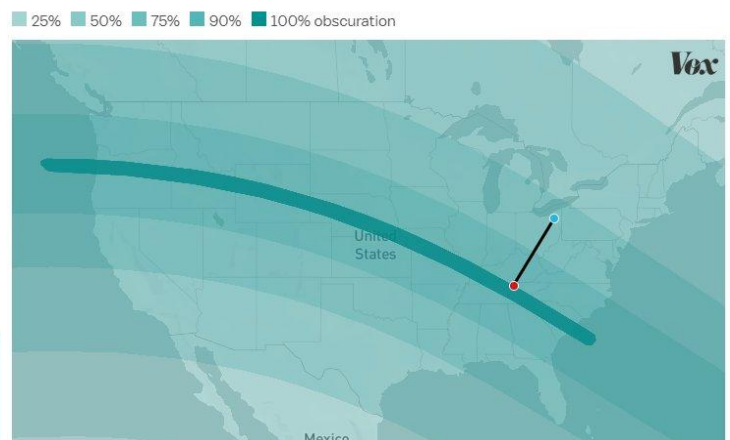 25% 50% 75% 90% 100% obscuration
Vox
United
States
Mexico